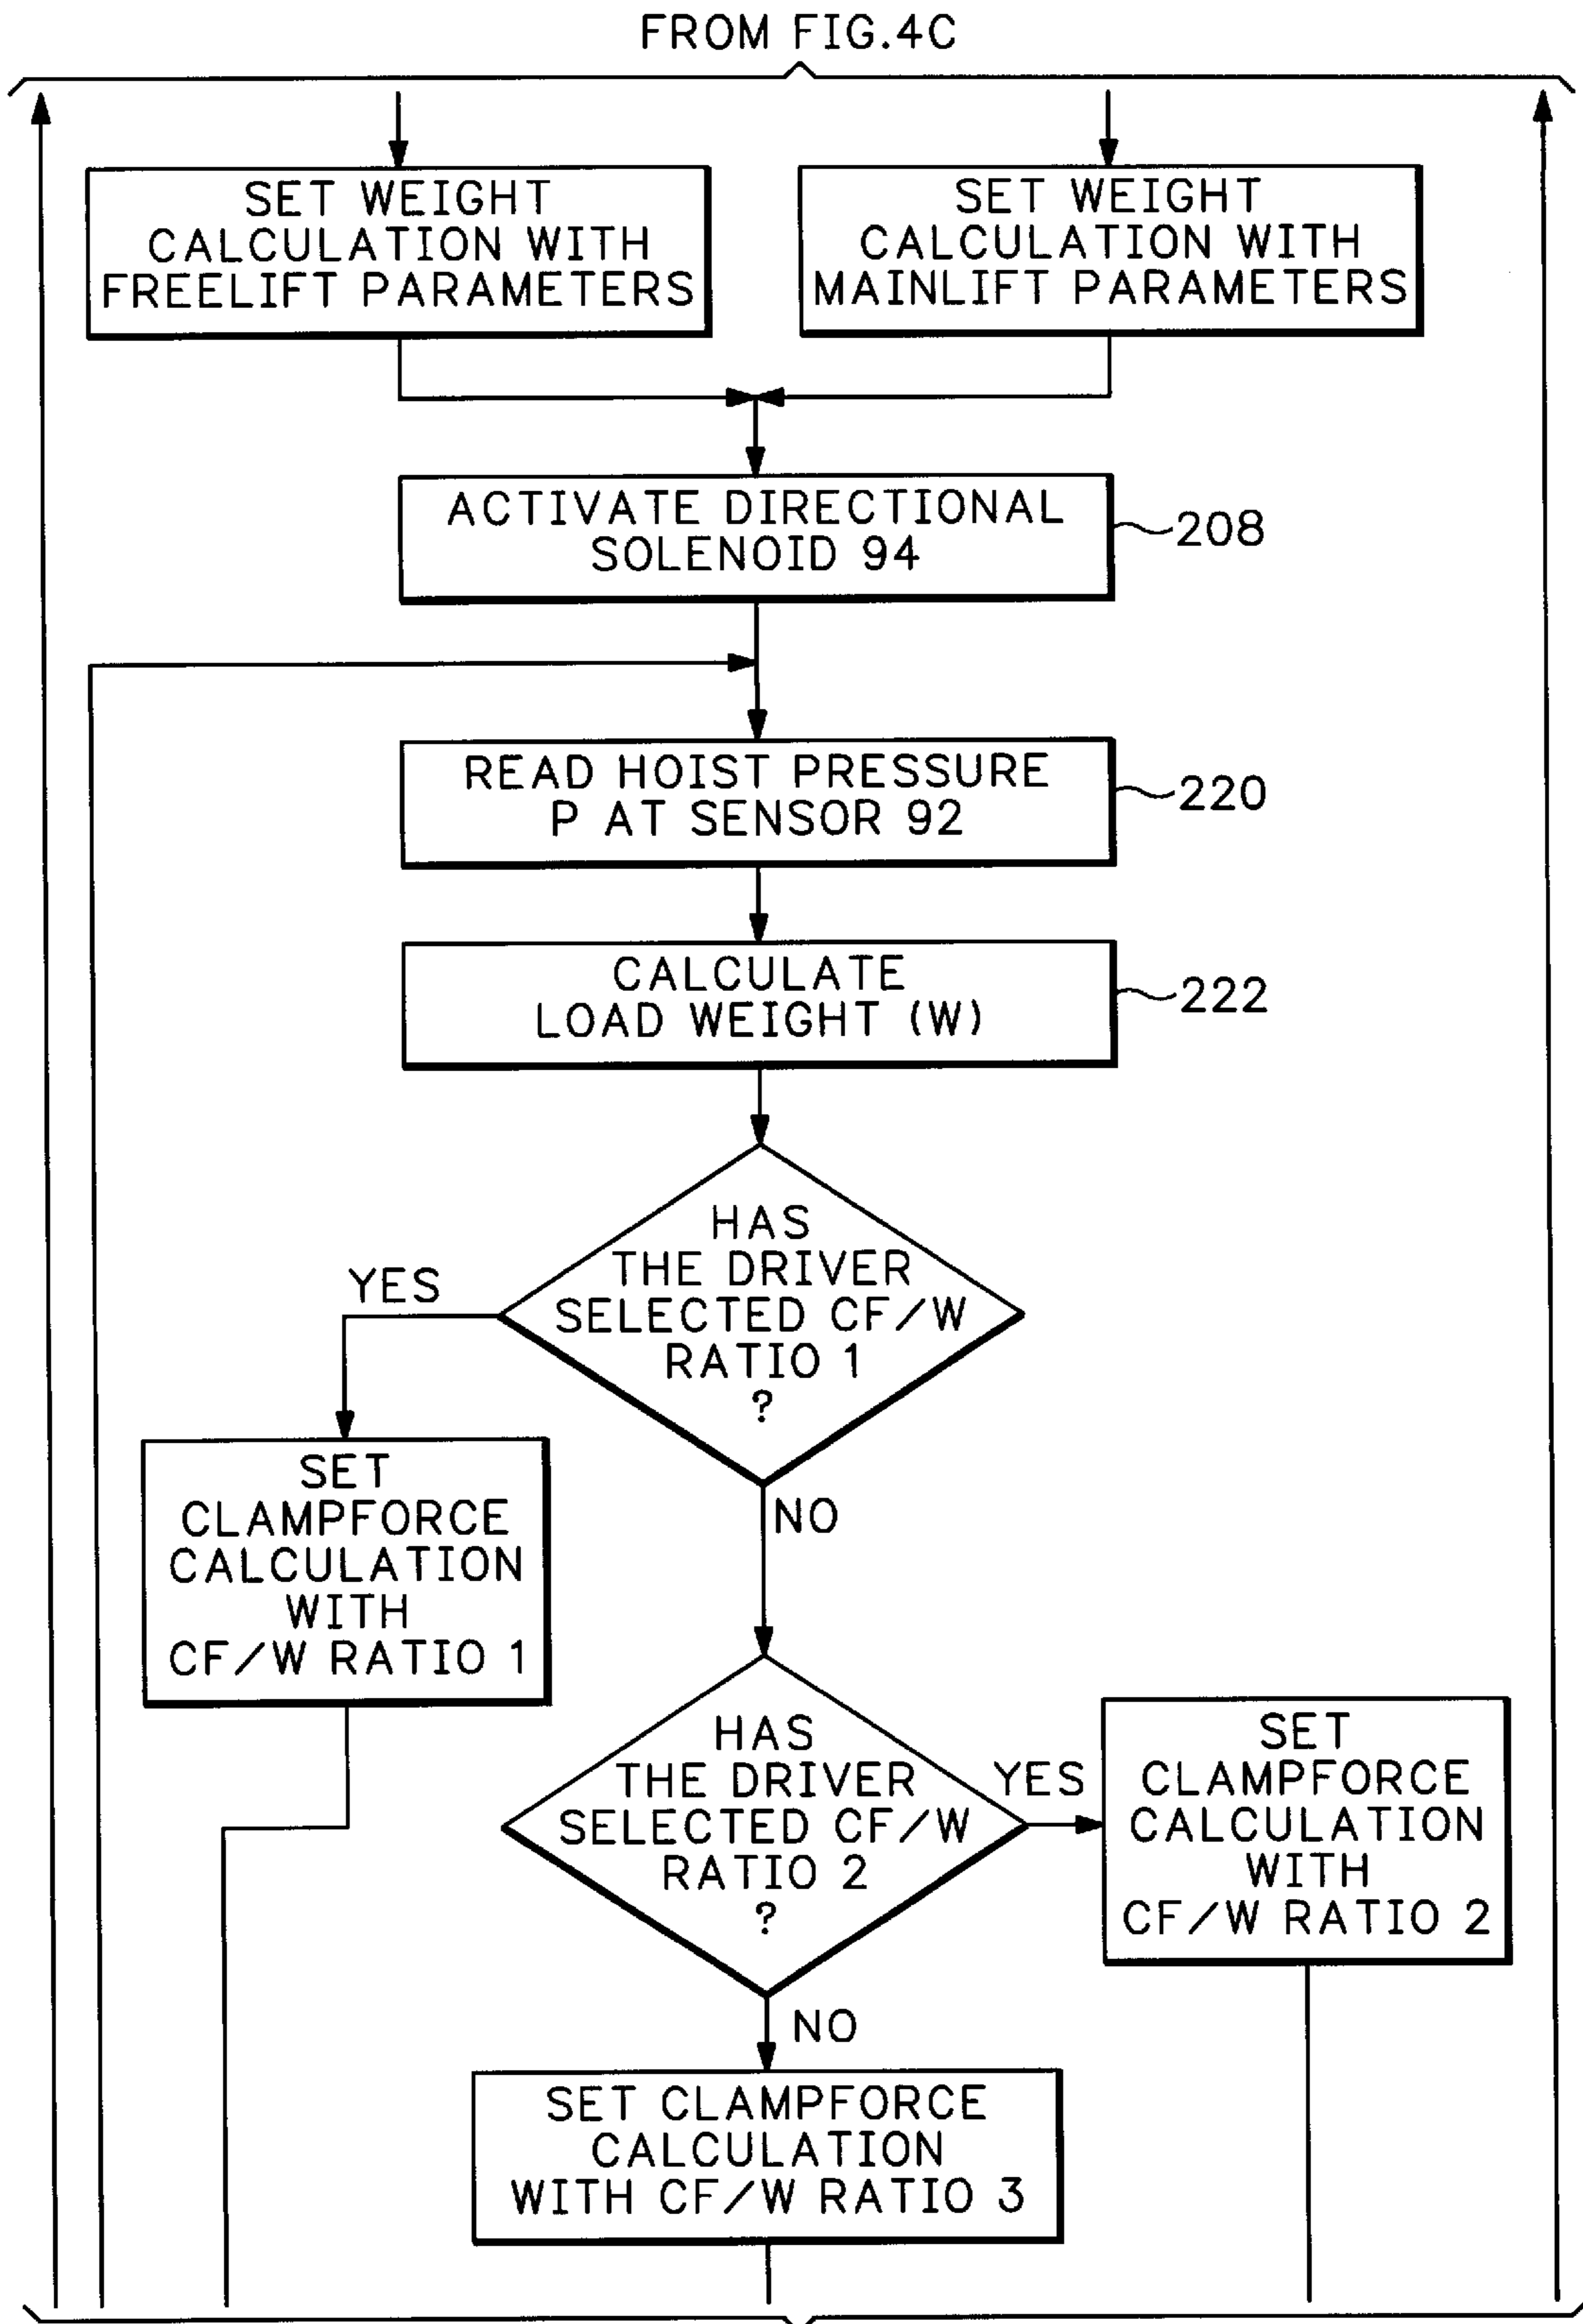 FROM FIG.4C
SET WEIGHT
CALCULATION WITH
FREELIFT PARAMETERS
SET WEIGHT
CALCULATION WITH
MAINLIFT PARAMETERS
ACTIVATE DIRECTIONAL
SOLENOID 94
208
READ HOIST PRESSURE
P AT SENSOR 92
220
CALCULATE
LOAD WEIGHT (W)
222
HAS
THE DRIVER
SELECTED CF/W
RATIO 1
?
YES
NO
SET
CLAMPFORCE
CALCULATION
WITH
CF/W RATIO 1
HAS
THE DRIVER
SELECTED CF/W
RATIO 2
?
YES
NO
SET
CLAMPFORCE
CALCULATION
WITH
CF/W RATIO 2
SET CLAMPFORCE
CALCULATION
WITH CF/W RATIO 3